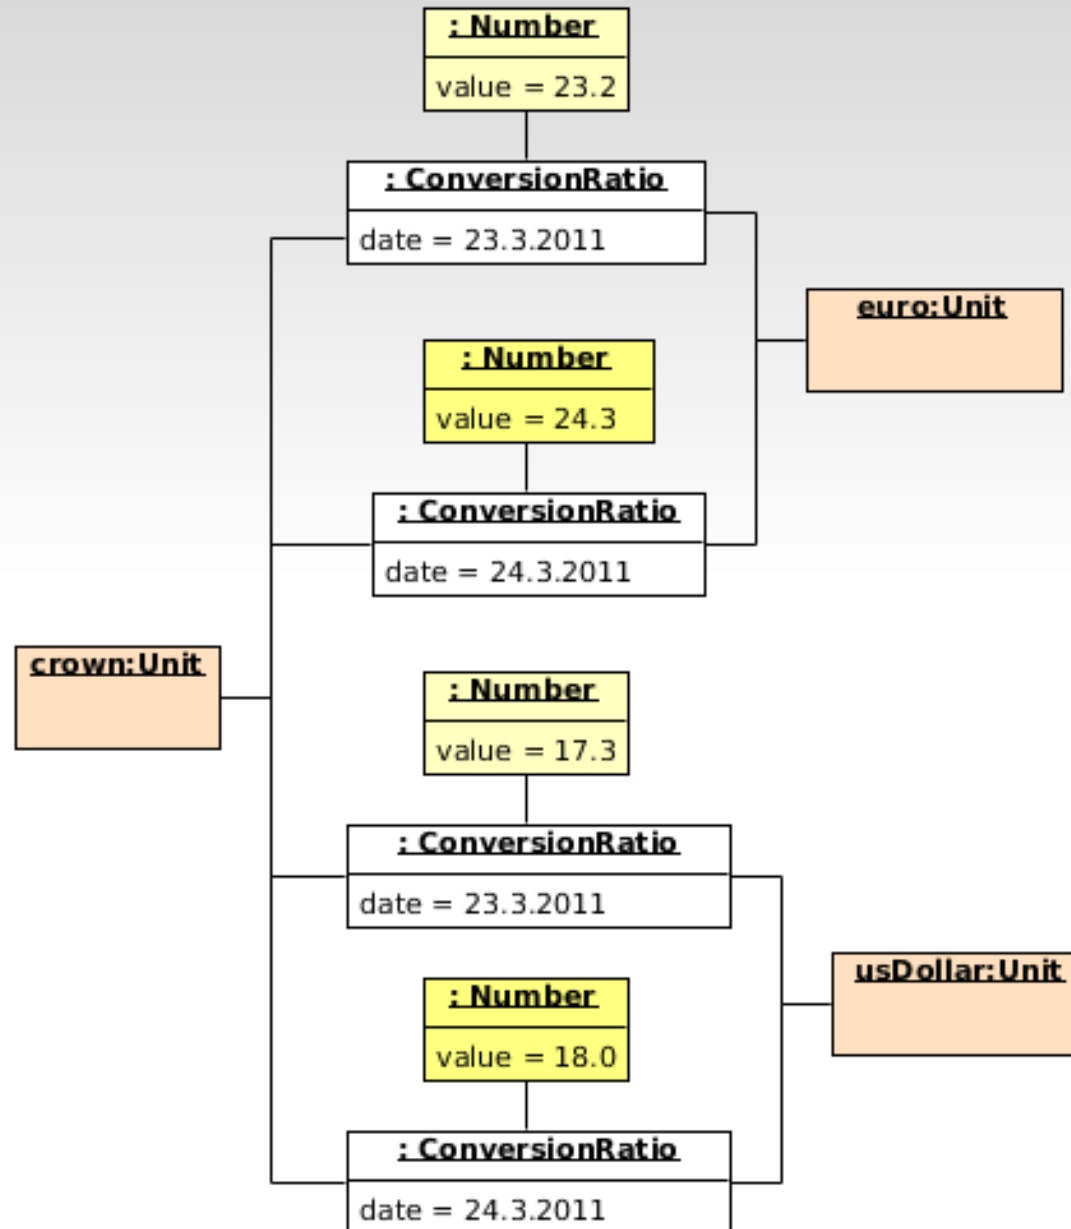 : Number
value = 23.2
: ConversionRatio
date = 23.3.2011
euro:Unit
: Number
value = 24.3
: ConversionRatio
date = 24.3.2011
crown:Unit
: Number
value = 17.3
: ConversionRatio
date = 23.3.2011
usDollar:Unit
: Number
value = 18.0
: ConversionRatio
date = 24.3.2011